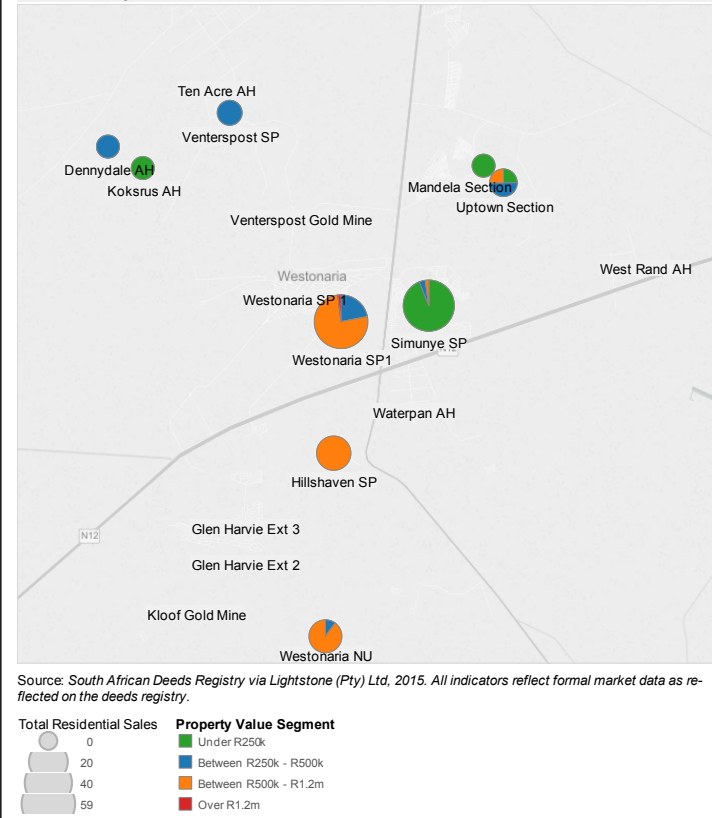 Ten Acre AH
Venterspost SP
Dennydale AH
Koksrus AH
Mandela Section
Uptown Section
Venterspost Gold Mine
West Rand AH
Westonaria
Westonaria SP 1
Simunye SP
N12
Westonaria SP1
Waterpan AH
Hillshaven SP
Glen Harvie Ext 3
N12
Glen Harvie Ext 2
Kloof Gold Mine
Westonaria NU
Source: South African Deeds Registry via Lightstone (Pty) Ltd, 2015. All indicators reflect formal market data as re-
flected on the deeds registry.
Total Residential Sales
0
20
40
59
Property Value Segment
Under R250k
Between R250k - R500k
Between R500k - R1.2m
Over R1.2m